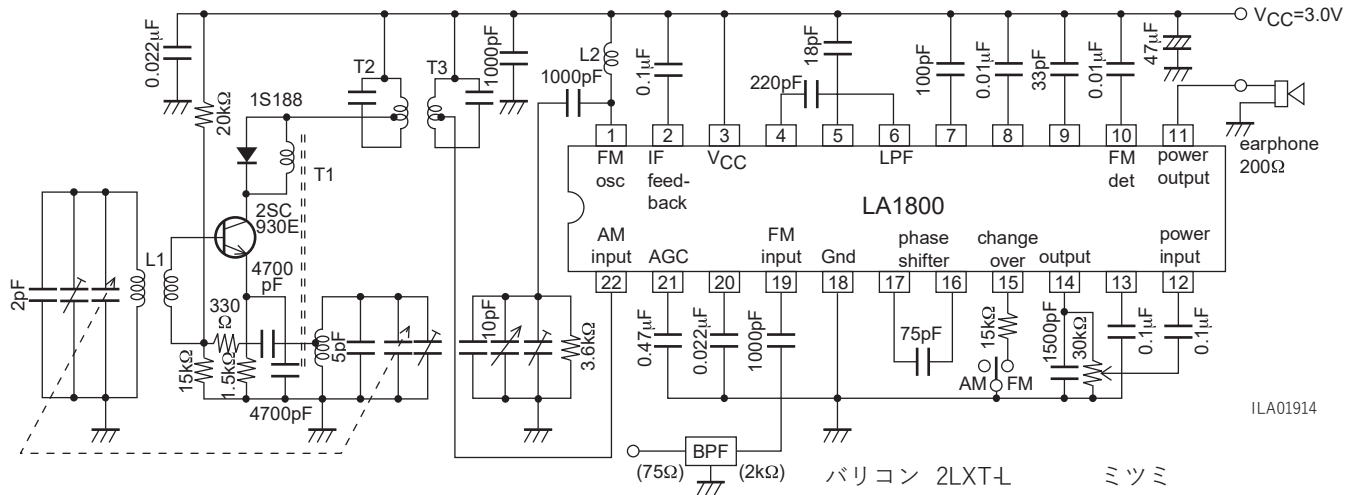 VCC=3.0V
0.022µF
20kΩ
1S188
T2
T3
1000pF
L2
1000pF
0.1µF
220pF
18pF
100pF
0.01µF
33pF
0.01µF
47µF
earphone
200Ω
1
2
3
4
5
6
7
8
9
10
11
FM
osc
IF
feed-
back
VCC
LPF
FM
det
power
output
LA1800
AM
input
AGC
FM
input
Gnd
phase
shifter
change
over
output
power
input
22
21
20
19
18
17
16
15
14
13
12
T1
2SC
930E
L1
2pF
4700
pF
330
Ω
15kΩ
1.5kΩ
4700pF
5pF
10pF
3.6kΩ
0.47µF
0.022µF
1000pF
75pF
15kΩ
AM
FM
1500pF
30kΩ
0.1µF
0.1µF
(75Ω)
BPF
(2kΩ)
バリコン 2LXT-L ミツミ
ILA01914